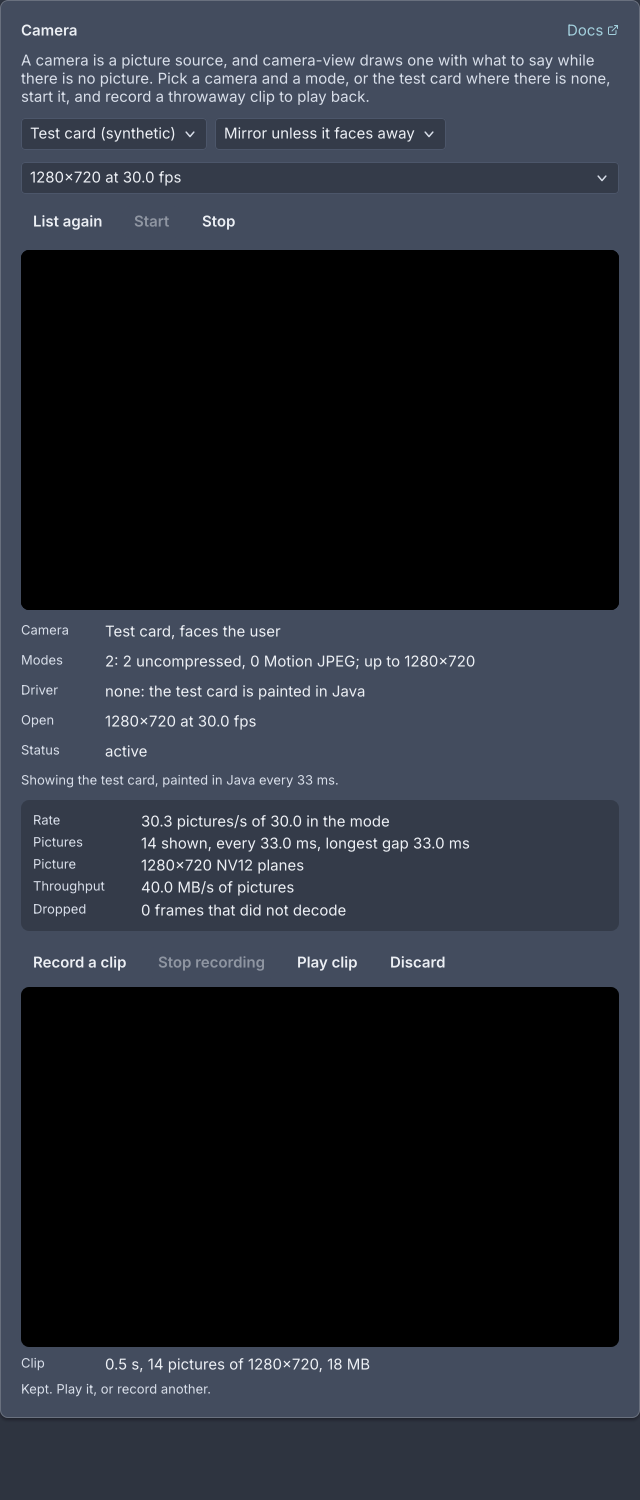 Camera
Docs
A camera is a picture source, and camera-view draws one with what to say while
there is no picture. Pick a camera and a mode, or the test card where there is none,
start it, and record a throwaway clip to play back.
Test card (synthetic)
Mirror unless it faces away
1280×720 at 30.0 fps
List again
Start
Stop
Camera
Test card, faces the user
Modes
2: 2 uncompressed, 0 Motion JPEG; up to 1280×720
Driver
none: the test card is painted in Java
Open
1280×720 at 30.0 fps
Status
active
Showing the test card, painted in Java every 33 ms.
Rate
30.3 pictures/s of 30.0 in the mode
Pictures
14 shown, every 33.0 ms, longest gap 33.0 ms
Picture
1280×720 NV12 planes
Throughput
40.0 MB/s of pictures
Dropped
0 frames that did not decode
Record a clip
Stop recording
Play clip
Discard
Clip
0.5 s, 14 pictures of 1280×720, 18 MB
Kept. Play it, or record another.